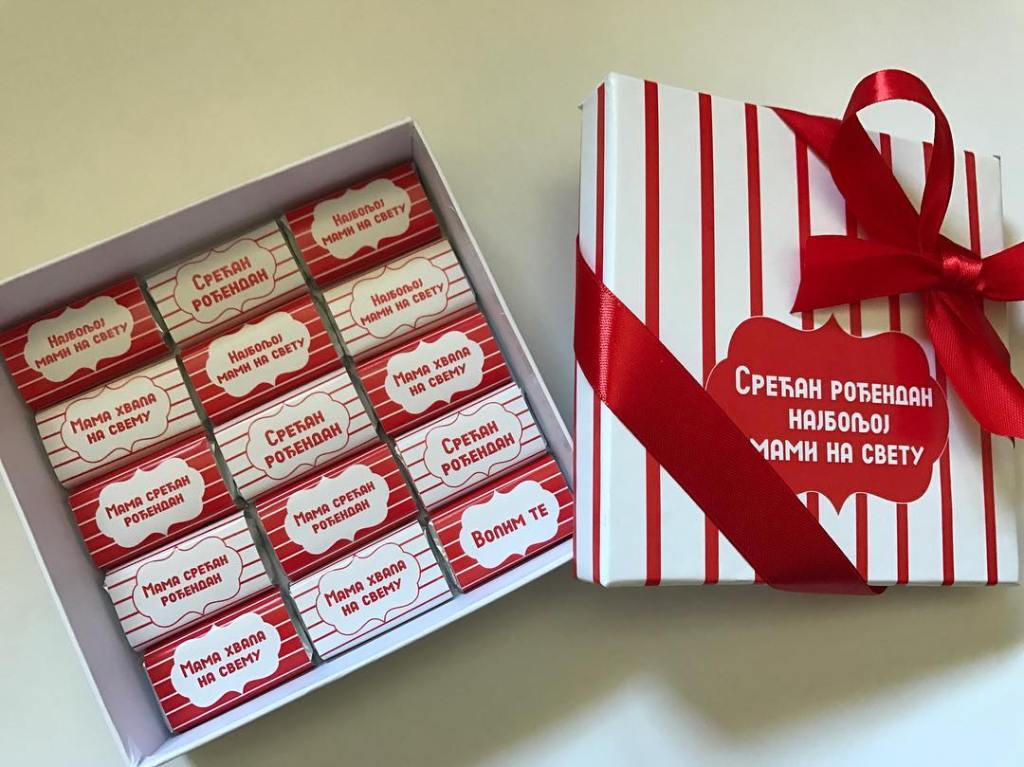 Најбољој
мами на свету
Мама хвала
на свему
Мама срећан
рођендан
Мама срећан
рођендан
Мама хвала
на свему
Срећан
рођендан
Најбољој
мами на свету
Срећан
рођендан
Мама срећан
рођендан
Мама хвала
на свему
Најбољој
мами на свету
Најбољој
мами на свету
Мама хвала
на свему
Срећан
рођендан
Волим те
Срећан рођендан
најбољој
мами на свету